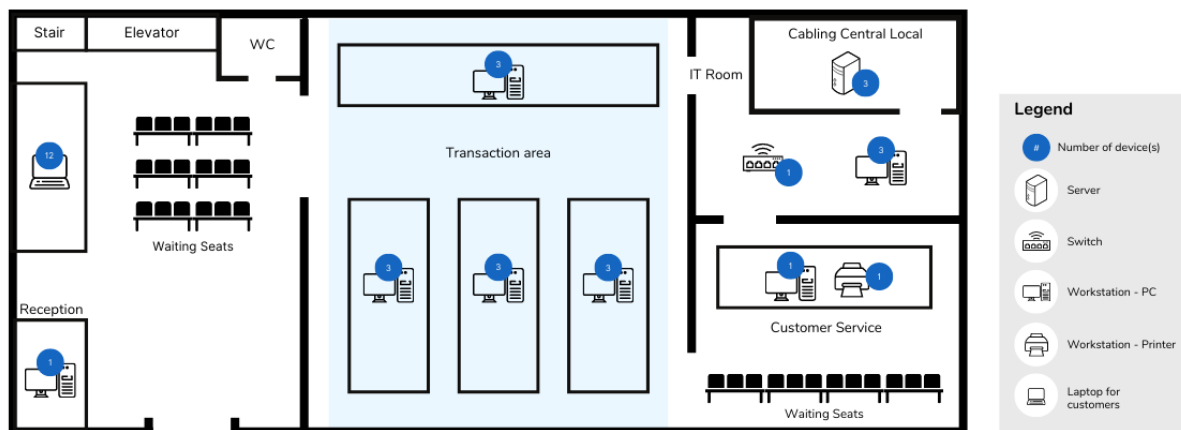 Stair
Elevator
WC
3
Cabling Central Local
3
IT Room
12
Transaction area
1
3
Waiting Seats
3
3
3
1
1
Reception
Customer Service
1
Waiting Seats
Legend
# Number of device(s)
Server
Switch
Workstation - PC
Workstation - Printer
Laptop for
customers